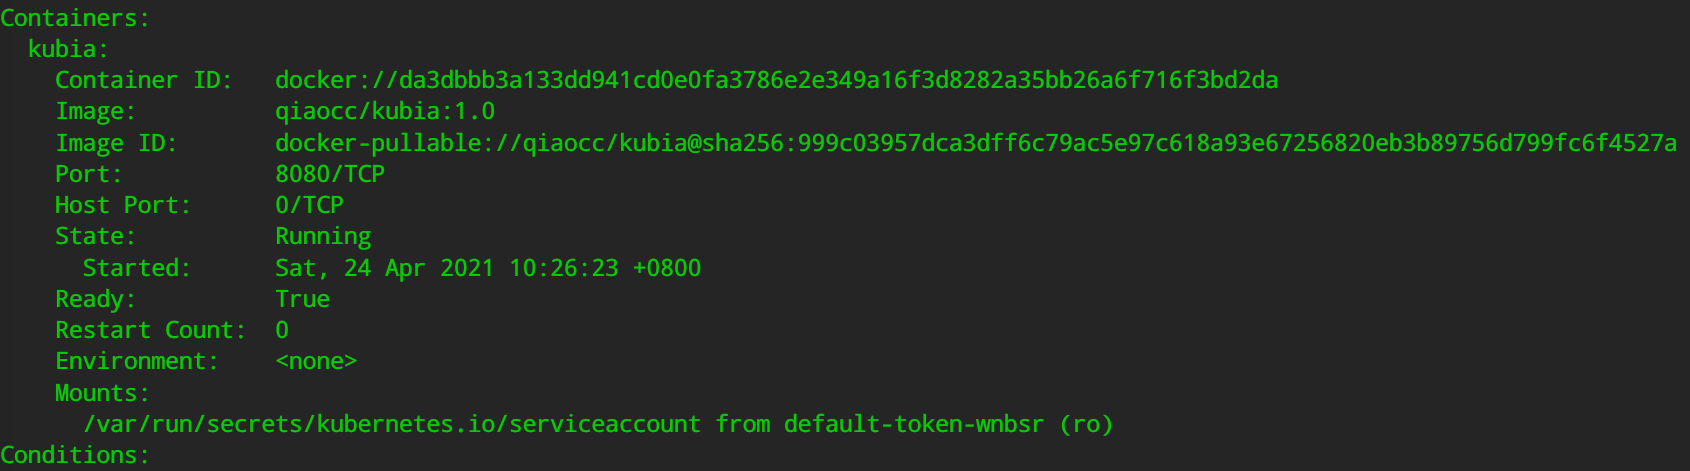 Containers:
  kubia:
    Container ID:   docker://da3dbbb3a133dd941cd0e0fa3786e2e349a16f3d8282a35bb26a6f716f3bd2da
    Image:          qiaocc/kubia:1.0
    Image ID:       docker-pullable://qiaocc/kubia@sha256:999c03957dca3dff6c79ac5e97c618a93e67256820eb3b89756d799fc6f4527a
    Port:           8080/TCP
    Host Port:      0/TCP
    State:          Running
      Started:      Sat, 24 Apr 2021 10:26:23 +0800
    Ready:          True
    Restart Count:  0
    Environment:    <none>
    Mounts:
      /var/run/secrets/kubernetes.io/serviceaccount from default-token-wnbsr (ro)
Conditions: